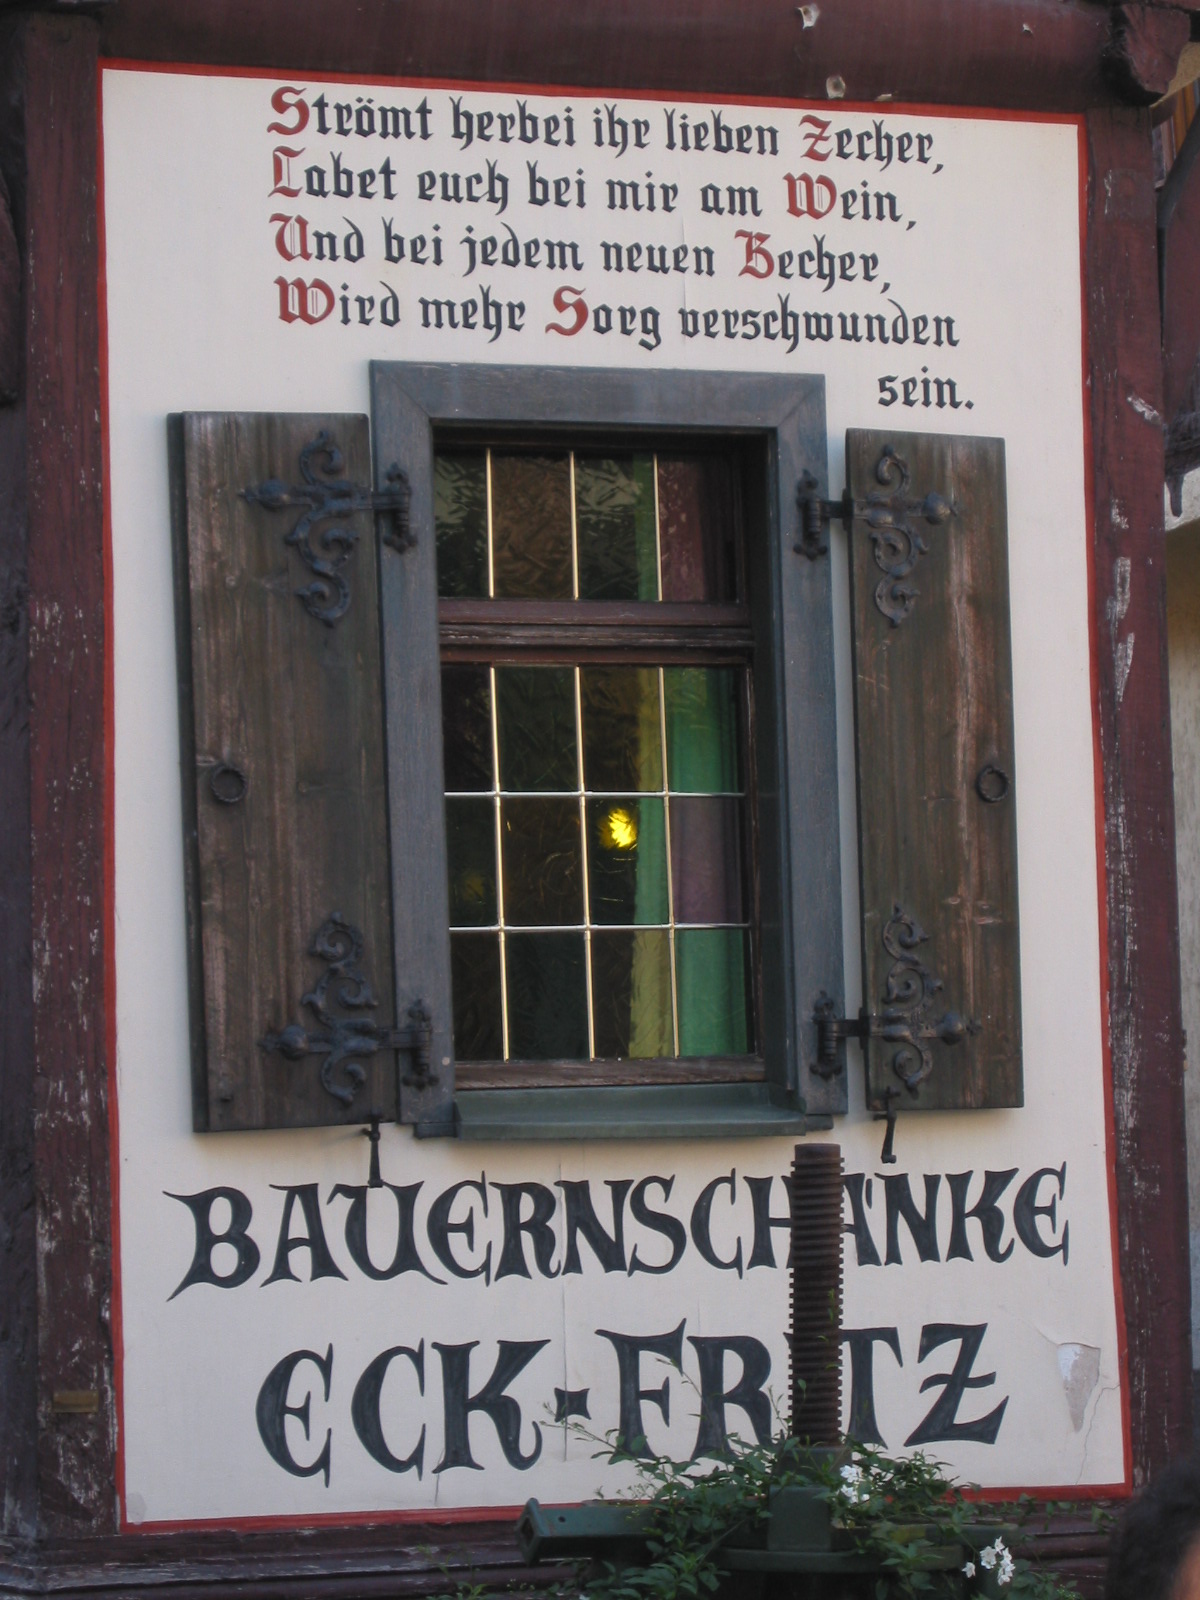 Strömt herbei ihr lieben Zecher,
Labet euch bei mir am Wein,
Und bei jedem neuen Becher,
Wird mehr Sorg verschwunden
sein.
BAUERNSCHÄNKE
ECK-FRITZ